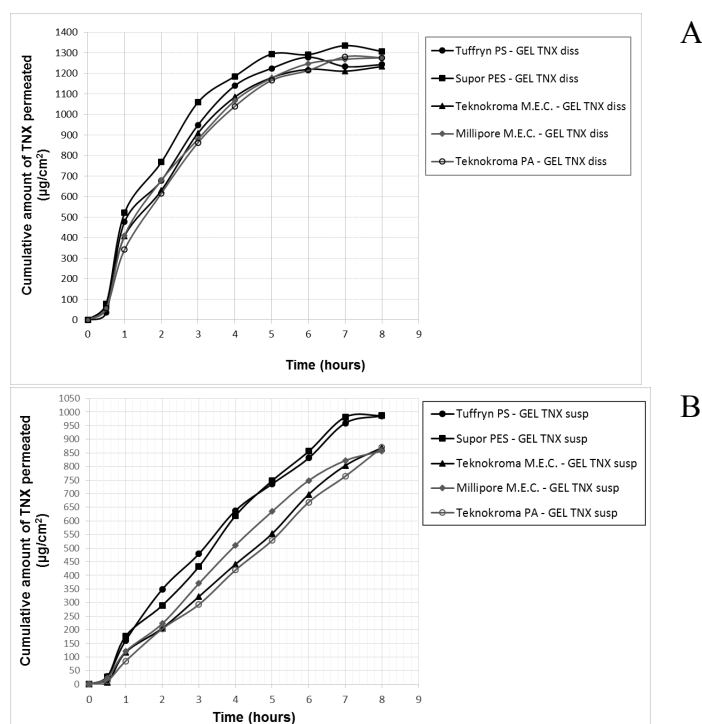 A
1400
1300
1200
1100
1000
900
800
700
600
500
400
300
200
100
0
0 1 2 3 4 5 6 7 8 9
Cumulative amount of TNX permeated
(µg/cm²)
Time (hours)
Tuffryn PS - GEL TNX diss
Supor PES - GEL TNX diss
Teknokroma M.E.C. - GEL TNX diss
Millipore M.E.C. - GEL TNX diss
Teknokroma PA - GEL TNX diss
B
1050
1000
950
900
850
800
750
700
650
600
550
500
450
400
350
300
250
200
150
100
50
0
0 1 2 3 4 5 6 7 8 9
Cumulative amount of TNX permeated
(µg/cm²)
Time (hours)
Tuffryn PS - GEL TNX susp
Supor PES - GEL TNX susp
Teknokroma M.E.C. - GEL TNX susp
Millipore M.E.C. - GEL TNX susp
Teknokroma PA - GEL TNX susp